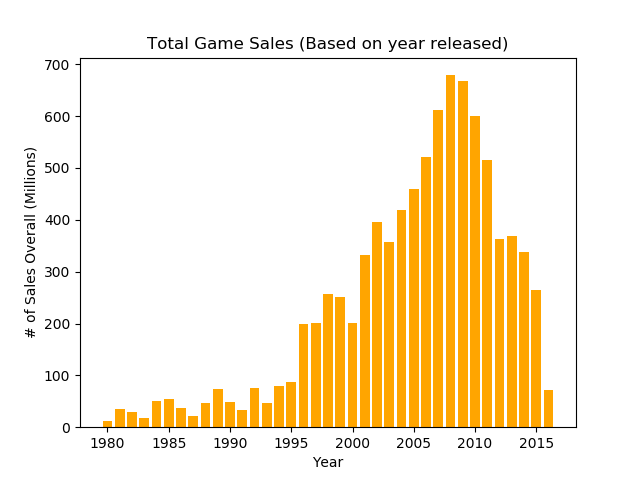 Total Game Sales (Based on year released)
# of Sales Overall (Millions)
700
600
500
400
300
200
100
0
1980 1985 1990 1995 2000 2005 2010 2015
Year